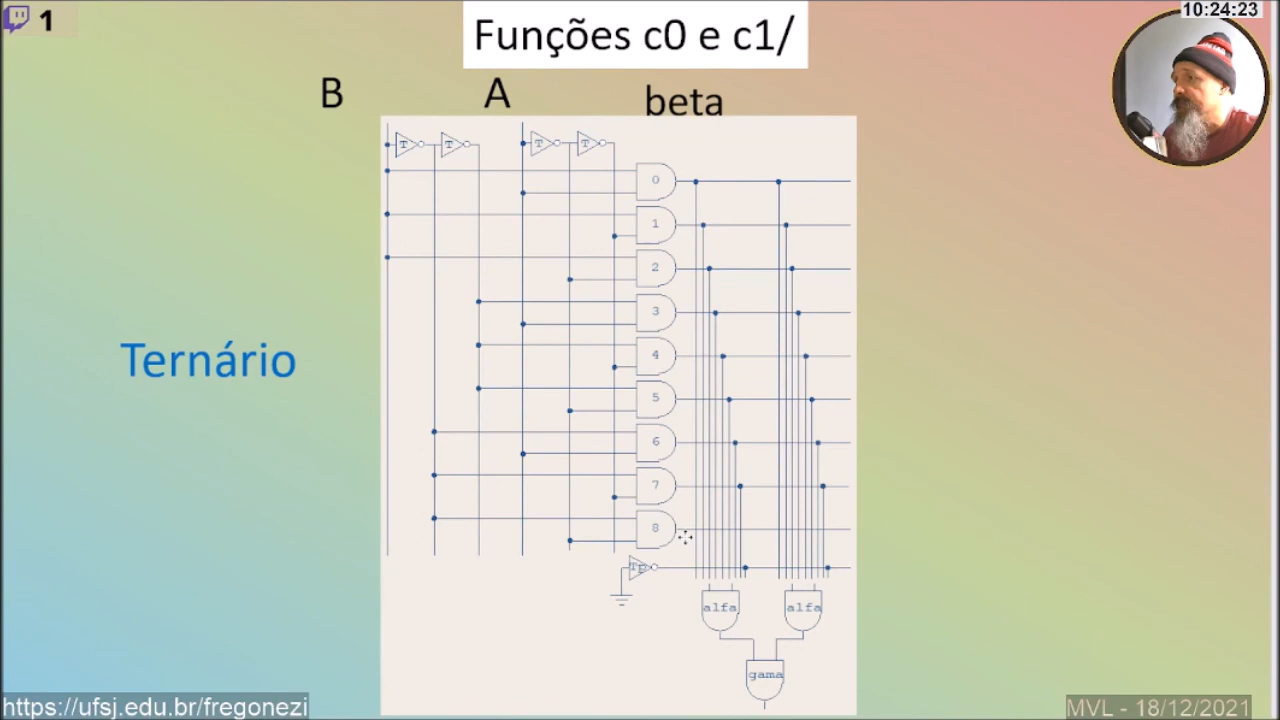 1
10:24:23
Funções c0 e c1/
B
A
beta
T
T
T
T
0
1
2
3
4
5
6
7
8
Ternário
alfa
alfa
gama
https://ufsj.edu.br/fregonezi
MVL - 18/12/2021